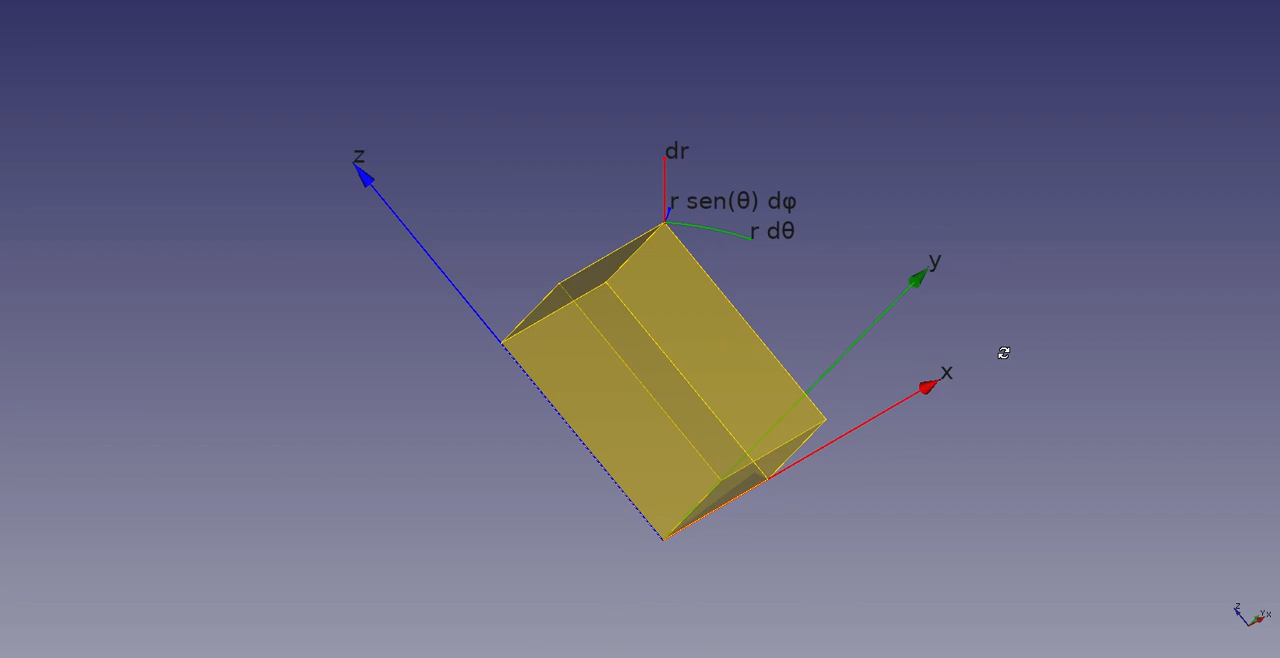 dr
z
r sen(θ) dφ
r dθ
y
x
z
Y
x